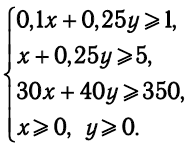 0,1x + 0,25y ⩾ 1,
x + 0,25y ⩾ 5,
30x + 40y ⩾ 350,
x ⩾ 0, y ⩾ 0.